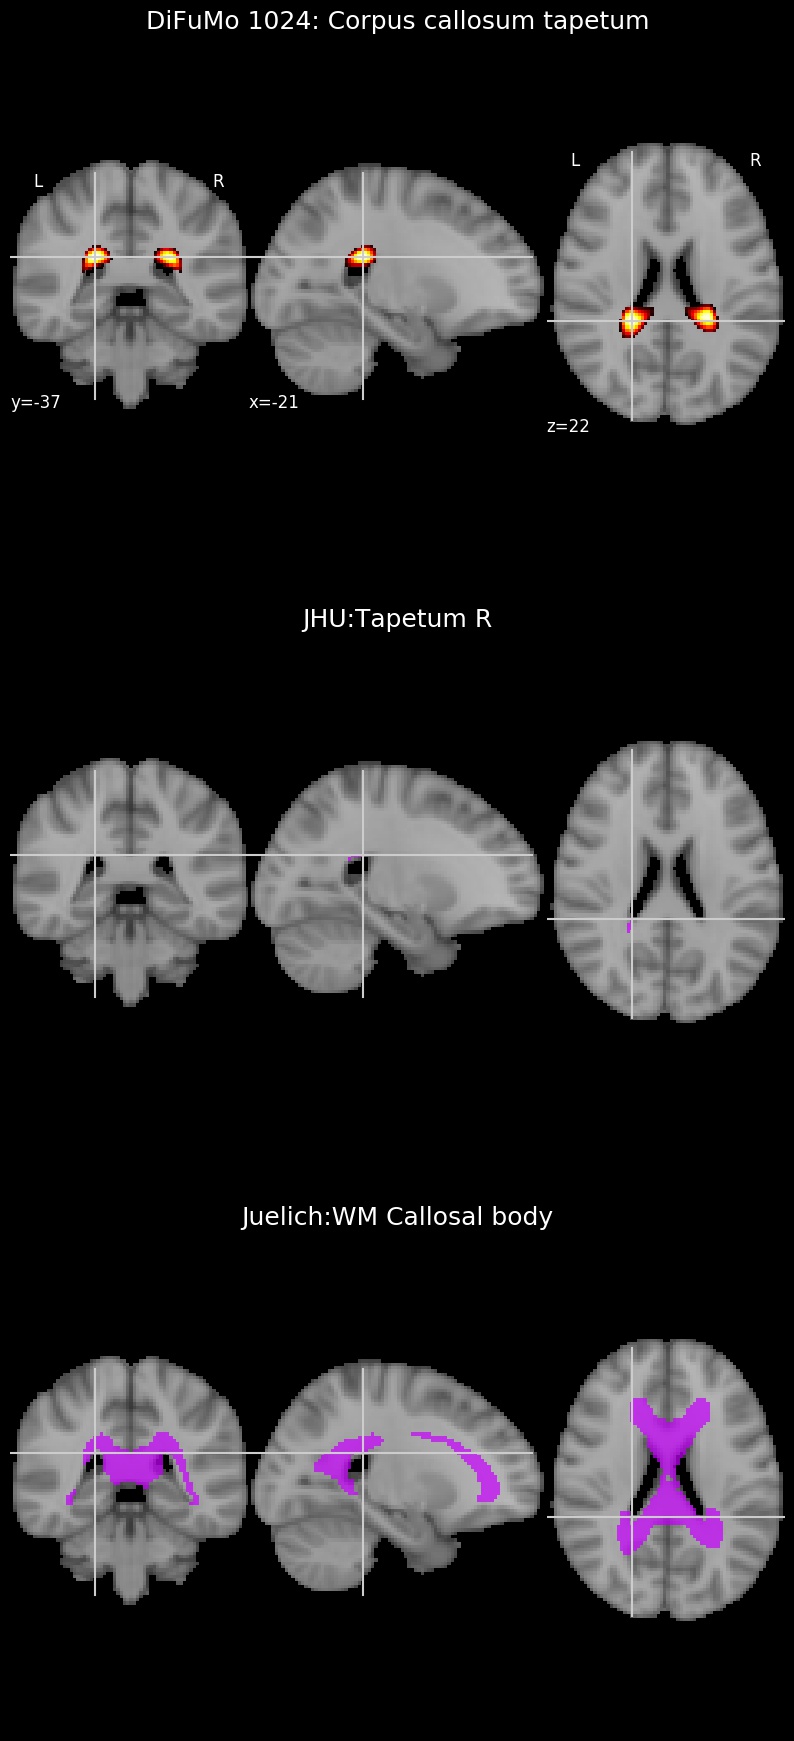 DiFuMo 1024: Corpus callosum tapetum
L R
L R
y=-37
x=-21
z=22
JHU:Tapetum R
Juelich:WM Callosal body